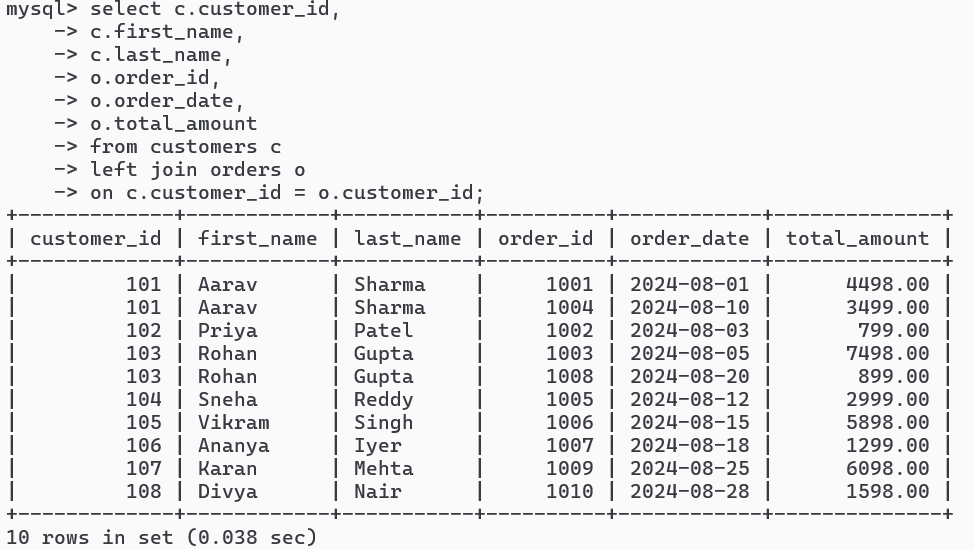 mysql> select c.customer_id,
    -> c.first_name,
    -> c.last_name,
    -> o.order_id,
    -> o.order_date,
    -> o.total_amount
    -> from customers c
    -> left join orders o
    -> on c.customer_id = o.customer_id;
+-------------+------------+-----------+----------+------------+--------------+
| customer_id | first_name | last_name | order_id | order_date | total_amount |
+-------------+------------+-----------+----------+------------+--------------+
|         101 | Aarav      | Sharma    |     1001 | 2024-08-01 |      4498.00 |
|         101 | Aarav      | Sharma    |     1004 | 2024-08-10 |      3499.00 |
|         102 | Priya      | Patel     |     1002 | 2024-08-03 |       799.00 |
|         103 | Rohan      | Gupta     |     1003 | 2024-08-05 |      7498.00 |
|         103 | Rohan      | Gupta     |     1008 | 2024-08-20 |       899.00 |
|         104 | Sneha      | Reddy     |     1005 | 2024-08-12 |      2999.00 |
|         105 | Vikram     | Singh     |     1006 | 2024-08-15 |      5898.00 |
|         106 | Ananya     | Iyer      |     1007 | 2024-08-18 |      1299.00 |
|         107 | Karan      | Mehta     |     1009 | 2024-08-25 |      6098.00 |
|         108 | Divya      | Nair      |     1010 | 2024-08-28 |      1598.00 |
+-------------+------------+-----------+----------+------------+--------------+
10 rows in set (0.038 sec)